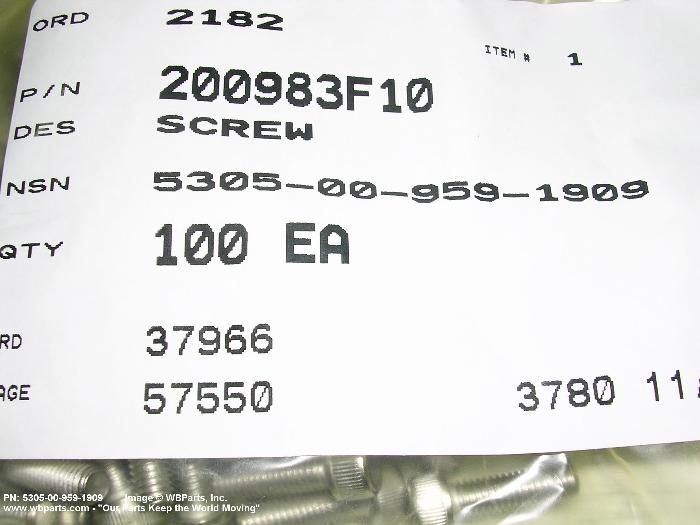 ORD 2182
ITEM # 1
P/N 200983F10
DES SCREW
NSN 5305-00-959-1909
QTY 100 EA
RD 37966
AGE 57550 3780 11
PN: 5305-00-959-1909 Image © WBParts, Inc.
www.wbparts.com - "Our Parts Keep the World Moving"